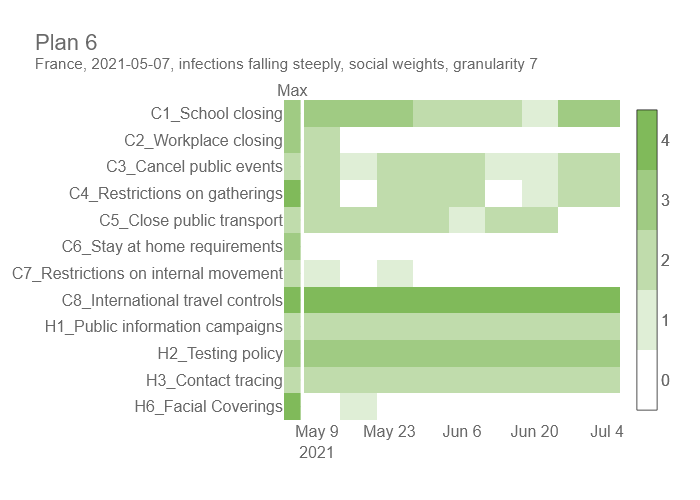 Plan 6
France, 2021-05-07, infections falling steeply, social weights, granularity 7
Max
C1_School closing
C2_Workplace closing
C3_Cancel public events
C4_Restrictions on gatherings
C5_Close public transport
C6_Stay at home requirements
C7_Restrictions on internal movement
C8_International travel controls
H1_Public information campaigns
H2_Testing policy
H3_Contact tracing
H6_Facial Coverings
4
3
2
1
0
May 9 May 23 Jun 6 Jun 20 Jul 4
2021